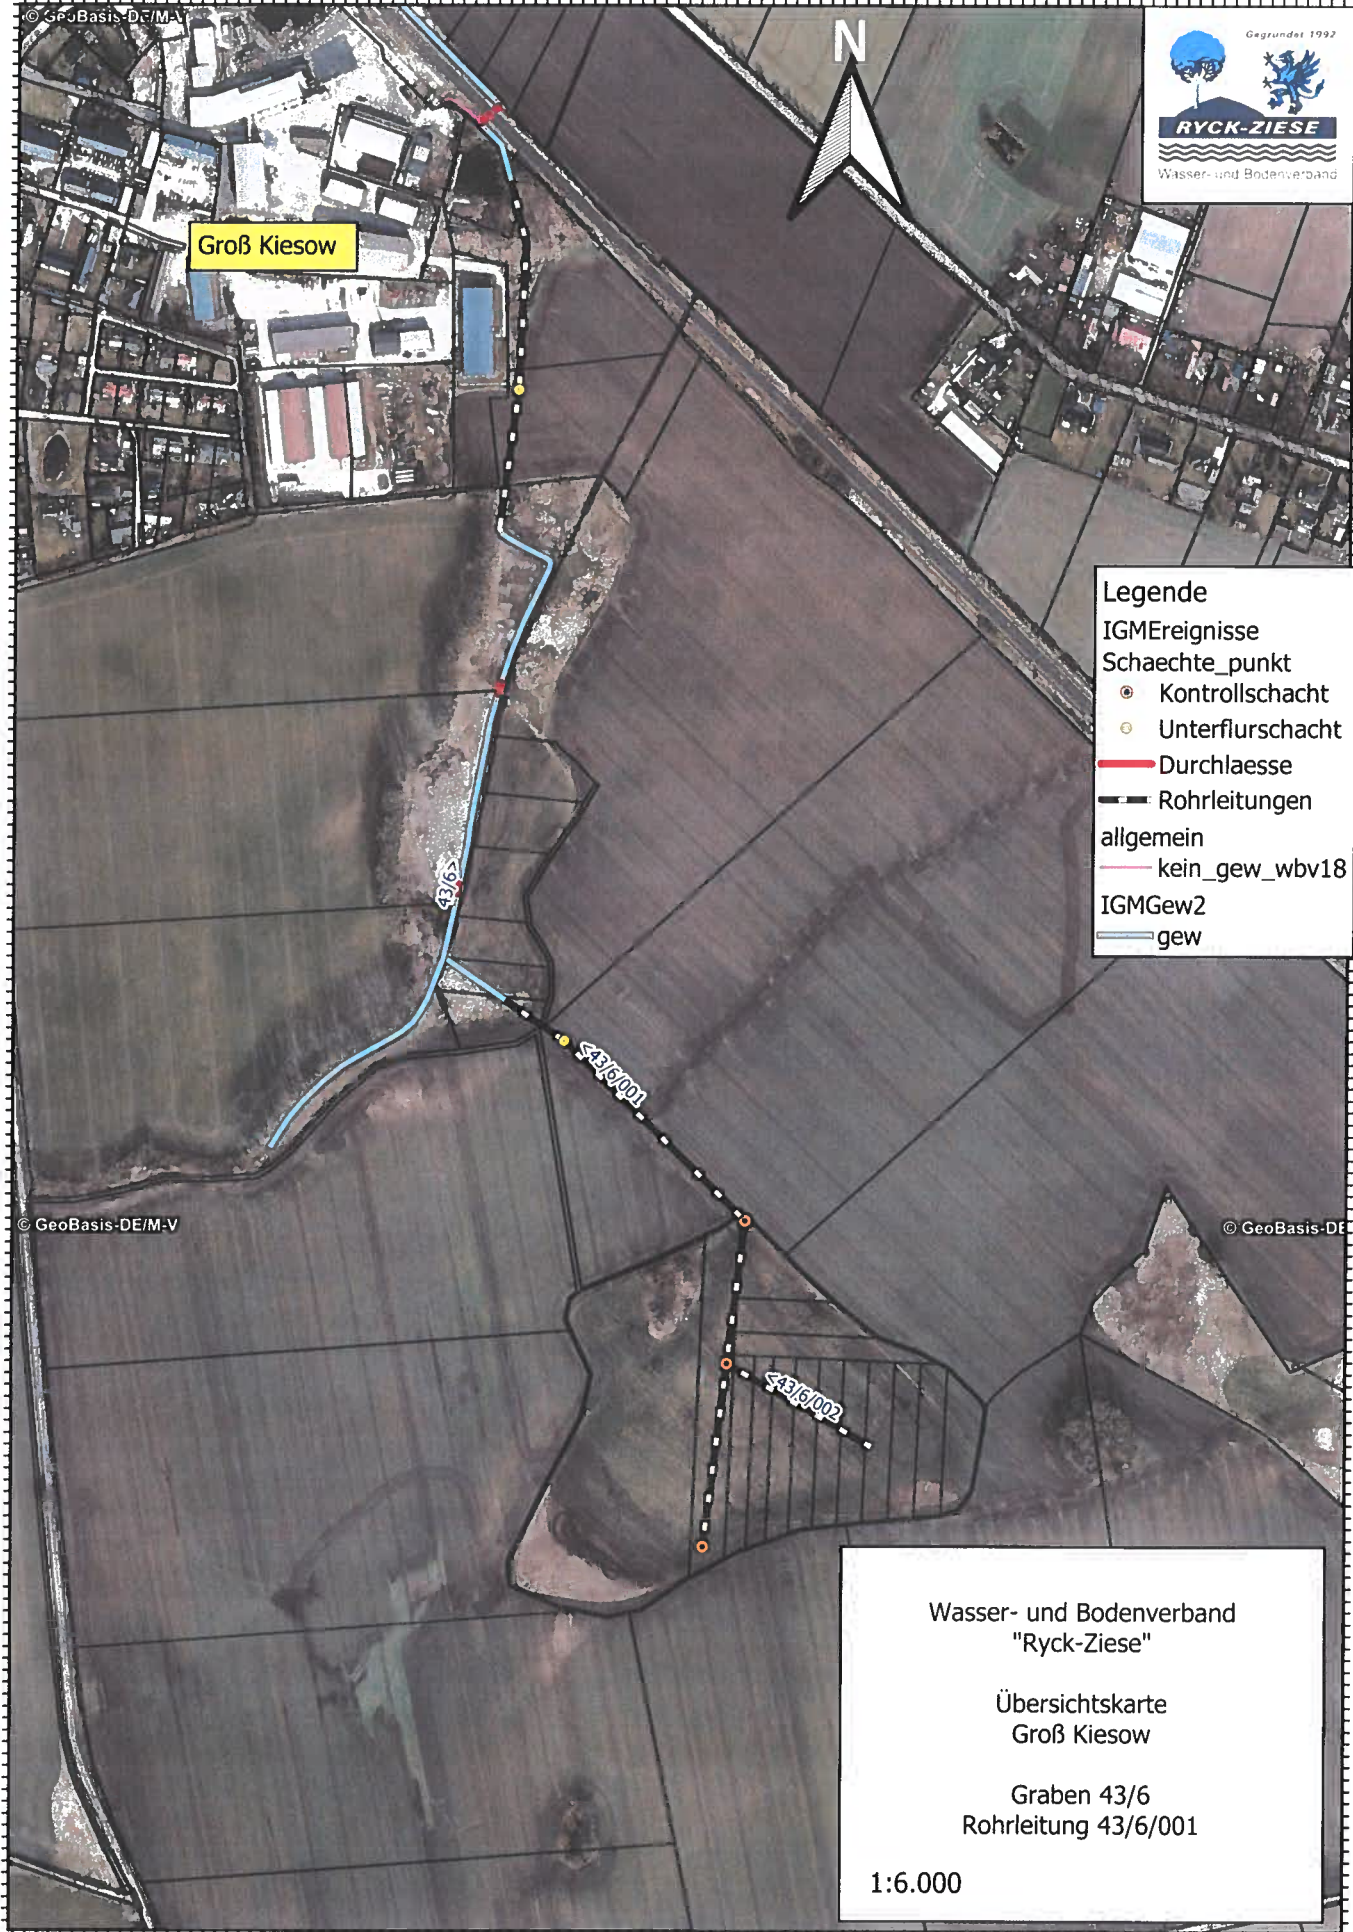 © GeoBasis-DE/M-V
N
Gegründet 1992
RYCK-ZIESE
Wasser- und Bodenverband
Groß Kiesow
Legende
IGMEreignisse
Schaechte_punkt
Kontrollschacht
Unterflurschacht
Durchlaesse
Rohrleitungen
allgemein
kein_gew_wbv18
IGMGew2
gew
43/6>
<43/6/001
© GeoBasis-DE/M-V
© GeoBasis-DE
<43/6/002
Wasser- und Bodenverband
"Ryck-Ziese"
Übersichtskarte
Groß Kiesow
Graben 43/6
Rohrleitung 43/6/001
1:6.000